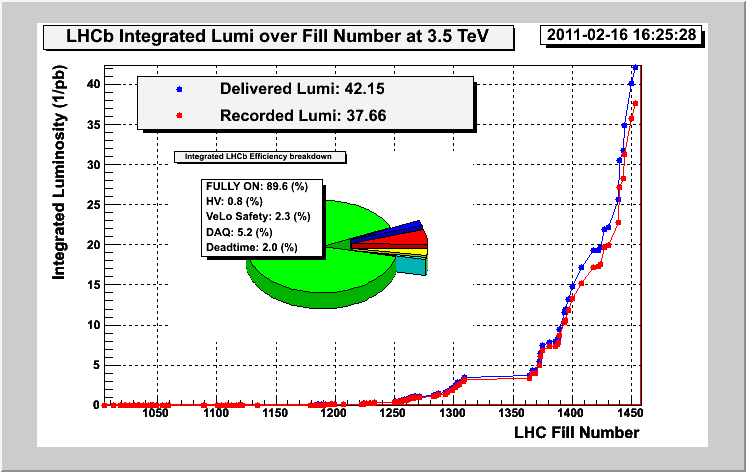 LHCb Integrated Lumi over Fill Number at 3.5 TeV
2011-02-16 16:25:28
Integrated Luminosity (1/pb)
40
35
30
25
20
15
10
5
0
Delivered Lumi: 42.15
Recorded Lumi: 37.66
Integrated LHCb Efficiency breakdown
FULLY ON: 89.6 (%)
HV: 0.8 (%)
VeLo Safety: 2.3 (%)
DAQ: 5.2 (%)
Deadtime: 2.0 (%)
1050 1100 1150 1200 1250 1300 1350 1400 1450
LHC Fill Number